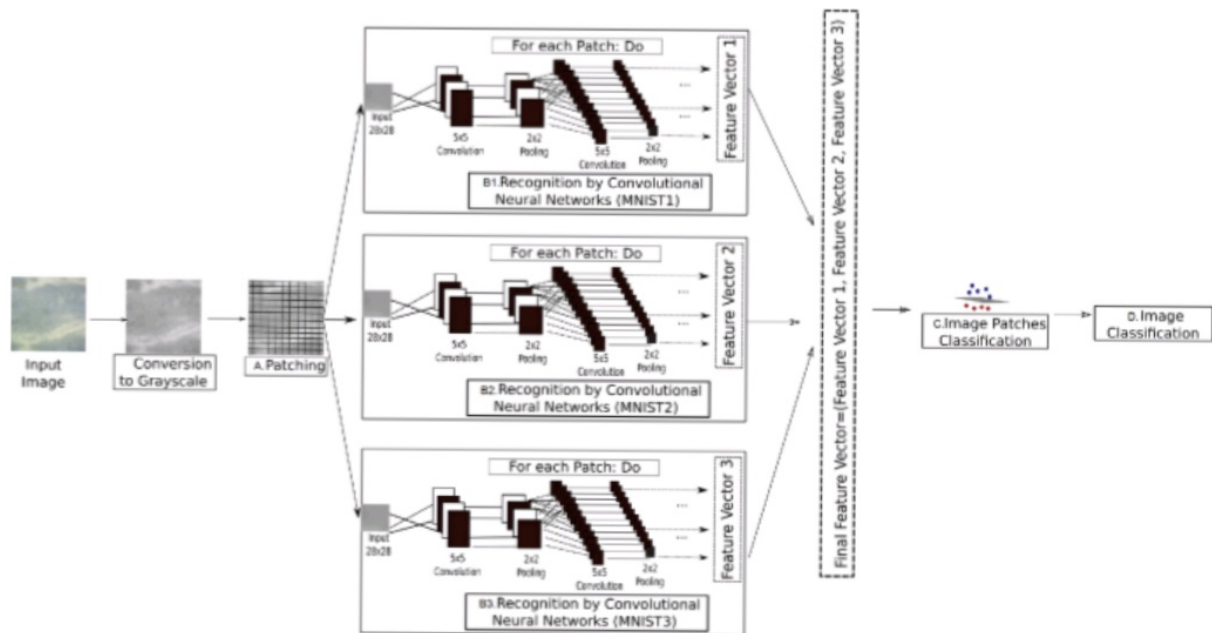 Input
Image
Conversion
to Grayscale
A.Patching
For each Patch: Do
Input
28x28
5x5
Convolution
2x2
Pooling
5x5
Convolution
2x2
Pooling
Feature Vector 1
B1.Recognition by Convolutional
Neural Networks (MNIST1)
For each Patch: Do
Input
28x28
5x5
Convolution
2x2
Pooling
5x5
Convolution
2x2
Pooling
Feature Vector 2
B2.Recognition by Convolutional
Neural Networks (MNIST2)
For each Patch: Do
Input
28x28
5x5
Convolution
2x2
Pooling
5x5
Convolution
2x2
Pooling
Feature Vector 3
B3.Recognition by Convolutional
Neural Networks (MNIST3)
Final Feature Vector=(Feature Vector 1, Feature Vector 2, Feature Vector 3)
C.Image Patches
Classification
D. Image
Classification